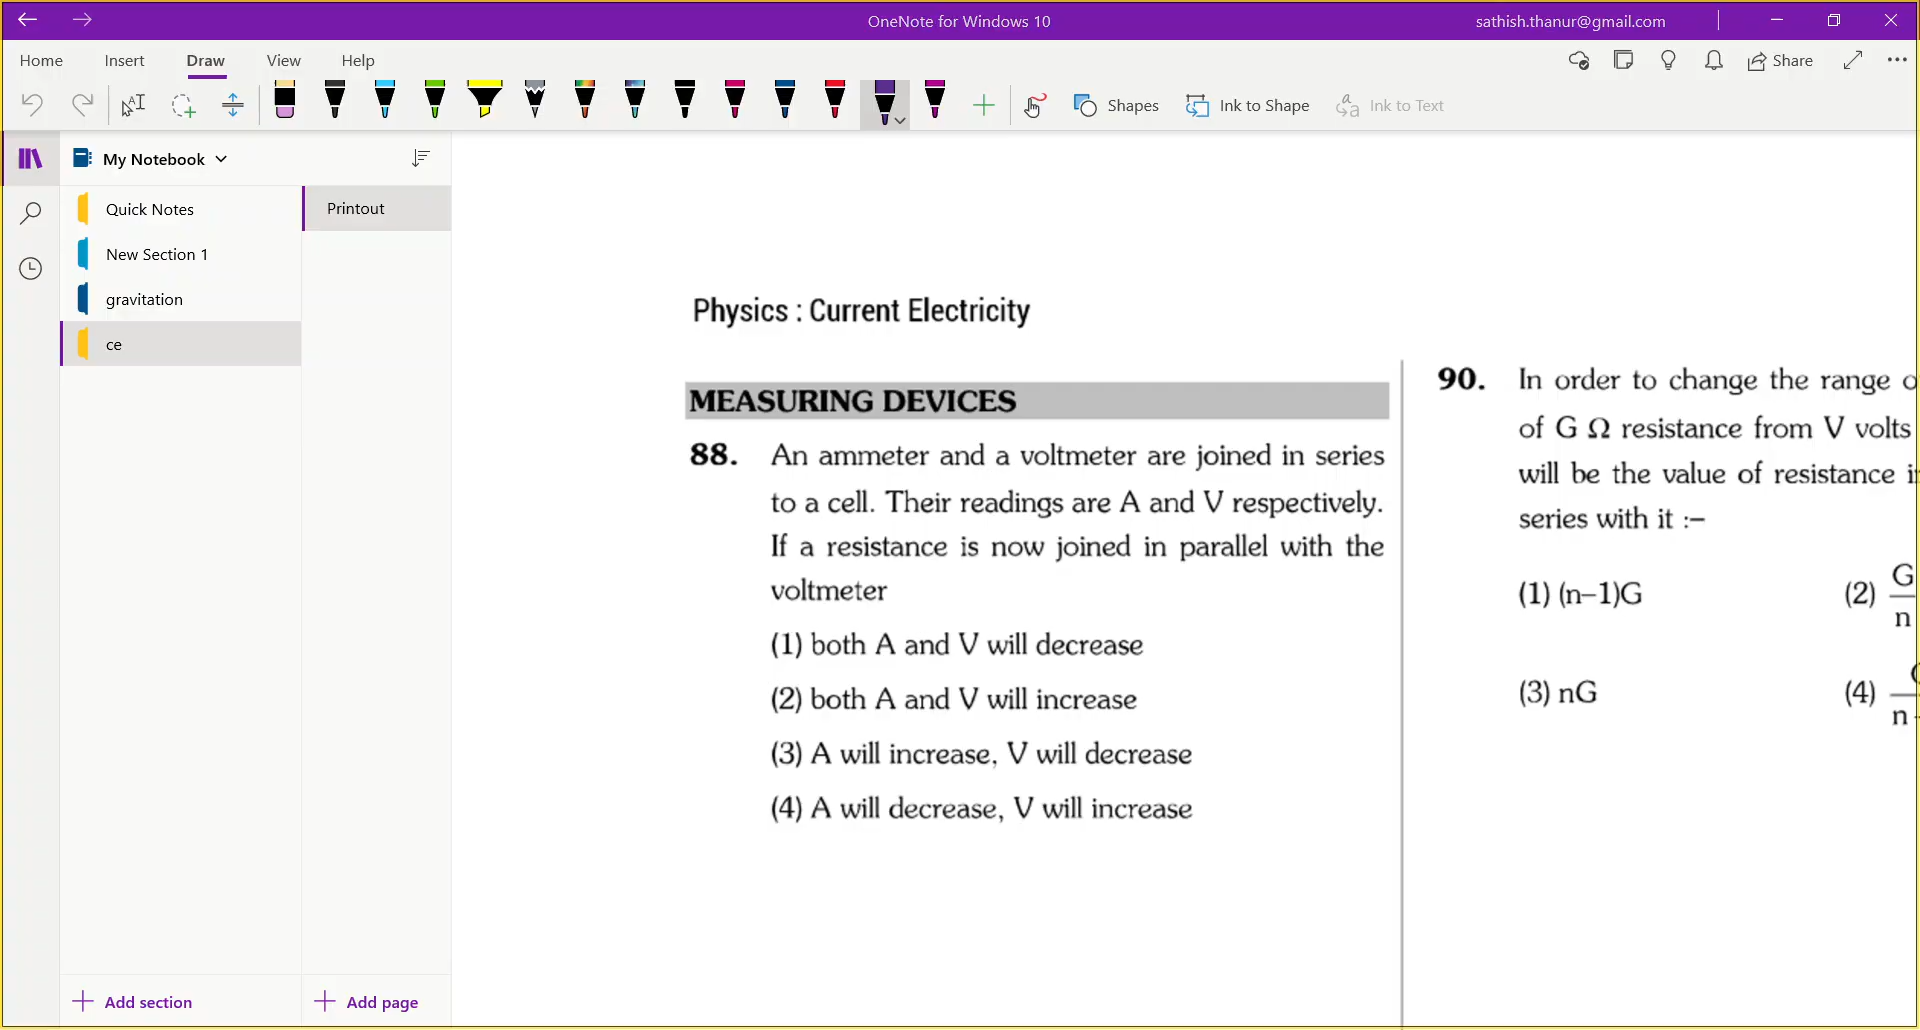 OneNote for Windows 10
sathish.thanur@gmail.com
Home Insert Draw View Help
Share
Shapes Ink to Shape Ink to Text
My Notebook
Quick Notes
New Section 1
gravitation
ce
Printout
Add section
Add page
Physics : Current Electricity
MEASURING DEVICES
88. An ammeter and a voltmeter are joined in series
to a cell. Their readings are A and V respectively.
If a resistance is now joined in parallel with the
voltmeter
(1) both A and V will decrease
(2) both A and V will increase
(3) A will increase, V will decrease
(4) A will decrease, V will increase
90. In order to change the range
of G Ω resistance from V volts
will be the value of resistance
series with it :–
(1) (n–1)G (2) G
n
(3) nG (4)
n